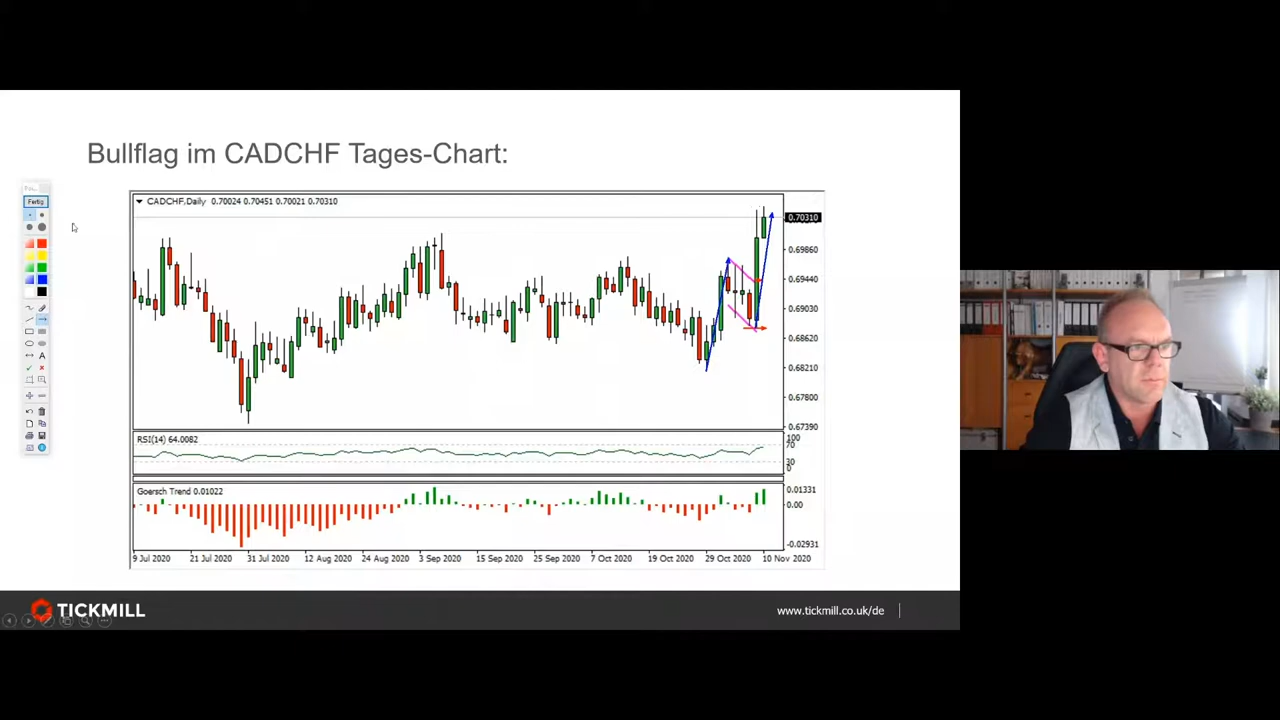 Bullflag im CADCHF Tages-Chart:
Fertig
A
CADCHF,Daily 0.70024 0.70451 0.70021 0.70310
0.70310
0.69860
0.69440
0.69030
0.68620
0.68210
0.67800
0.67390
RSI(14) 64.0082
100
70
30
0
Goersch Trend 0.01022
0.01331
0.00
-0.02931
9 Jul 2020 21 Jul 2020 31 Jul 2020 12 Aug 2020 24 Aug 2020 3 Sep 2020 15 Sep 2020 25 Sep 2020 7 Oct 2020 19 Oct 2020 29 Oct 2020 10 Nov 2020
TICKMILL
www.tickmill.co.uk/de